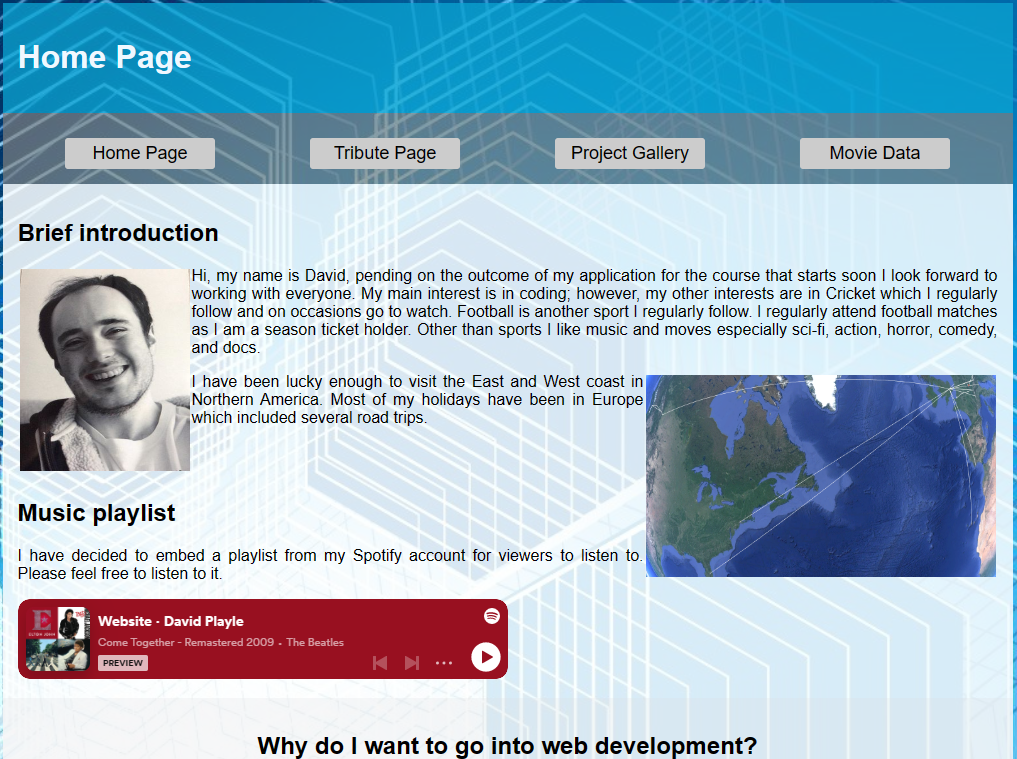 Home Page
Home Page
Tribute Page
Project Gallery
Movie Data
Brief introduction
Hi, my name is David, pending on the outcome of my application for the course that starts soon I look forward to
working with everyone. My main interest is in coding; however, my other interests are in Cricket which I regularly
follow and on occasions go to watch. Football is another sport I regularly follow. I regularly attend football matches
as I am a season ticket holder. Other than sports I like music and moves especially sci-fi, action, horror, comedy,
and docs.
I have been lucky enough to visit the East and West coast in
Northern America. Most of my holidays have been in Europe
which included several road trips.
Music playlist
I have decided to embed a playlist from my Spotify account for viewers to listen to.
Please feel free to listen to it.
E
ELTON JOHN
Website · David Playle
Come Together - Remastered 2009 • The Beatles
PREVIEW
Why do I want to go into web development?